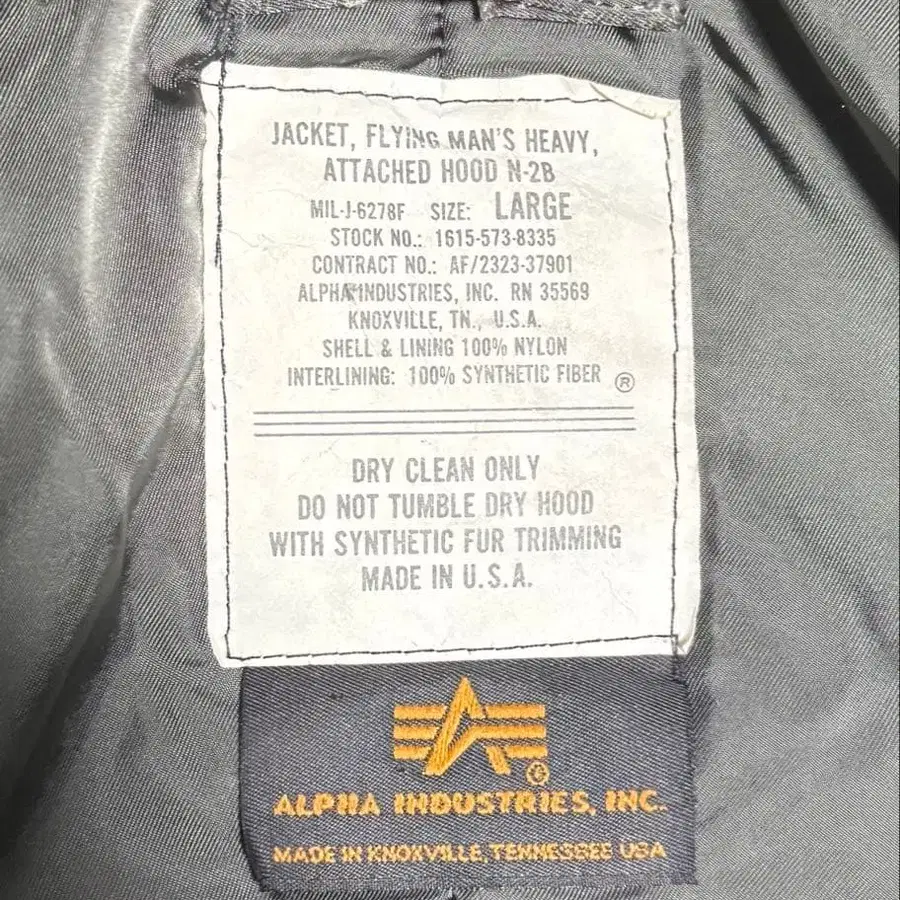 JACKET, FLYING MAN'S HEAVY,
ATTACHED HOOD N-2B
MIL-J-6278F SIZE: LARGE
STOCK NO.: 1615-573-8335
CONTRACT NO.: AF/2323-37901
ALPHA INDUSTRIES, INC. RN 35569
KNOXVILLE, TN., U.S.A.
SHELL & LINING 100% NYLON
INTERLINING: 100% SYNTHETIC FIBER ®
DRY CLEAN ONLY
DO NOT TUMBLE DRY HOOD
WITH SYNTHETIC FUR TRIMMING
MADE IN U.S.A.
®
ALPHA INDUSTRIES, INC.
MADE IN KNOXVILLE, TENNESSEE USA